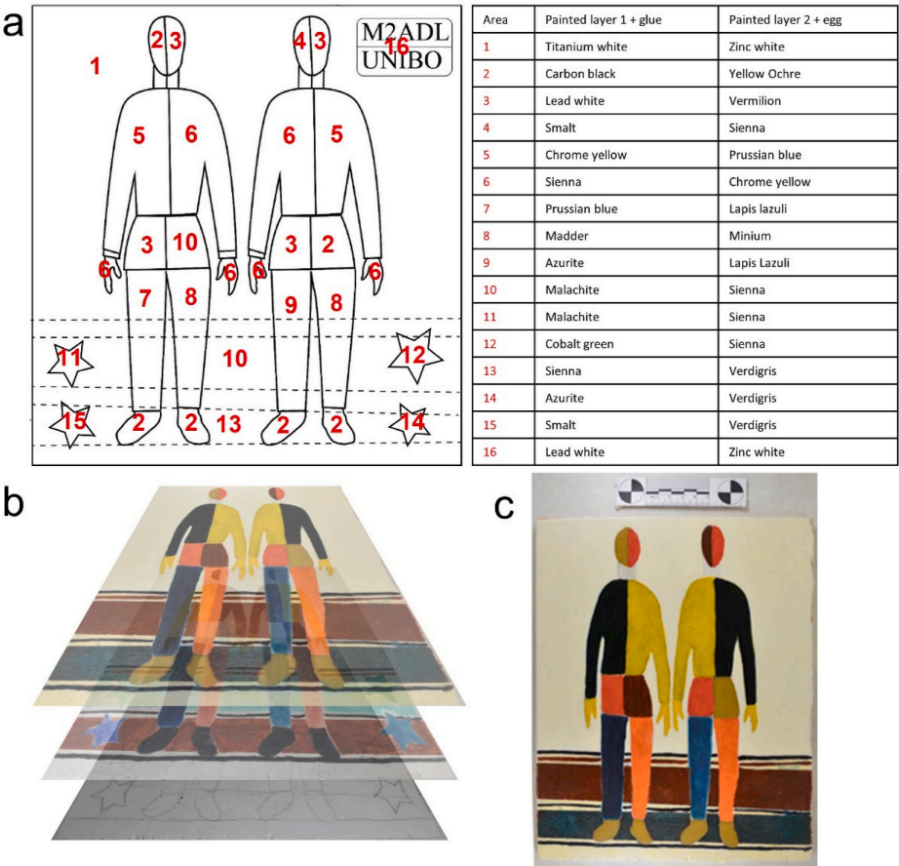 a
M2ADL
UNIBO
16
2 3
4 3
1
5 6
6 5
3 10
3 2
6 6 6 6
7 8
9 8
11 10 12
15 2 2 13 2 2 14
Area Painted layer 1 + glue Painted layer 2 + egg
1 Titanium white Zinc white
2 Carbon black Yellow Ochre
3 Lead white Vermilion
4 Smalt Sienna
5 Chrome yellow Prussian blue
6 Sienna Chrome yellow
7 Prussian blue Lapis lazuli
8 Madder Minium
9 Azurite Lapis Lazuli
10 Malachite Sienna
11 Malachite Sienna
12 Cobalt green Sienna
13 Sienna Verdigris
14 Azurite Verdigris
15 Smalt Verdigris
16 Lead white Zinc white
b
c